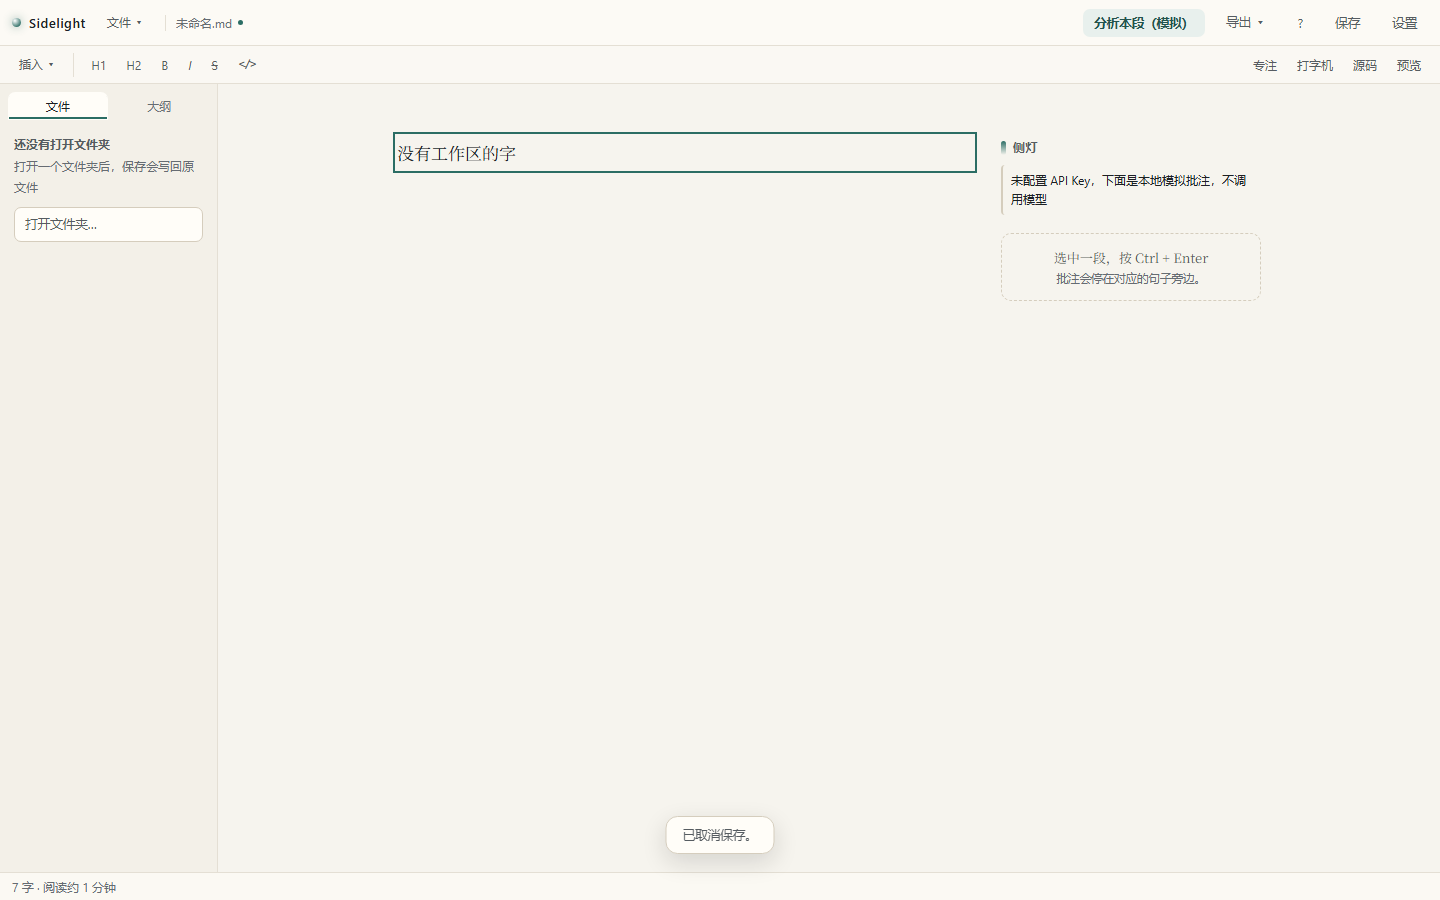 Sidelight 文件 未命名.md 分析本段（模拟） 导出 ? 保存 设置
插入 H1 H2 B I S </> 专注 打字机 源码 预览
文件 大纲
还没有打开文件夹
打开一个文件夹后，保存会写回原
文件
打开文件夹...
没有工作区的字
侧灯
未配置 API Key，下面是本地模拟批注，不调
用模型
选中一段，按 Ctrl + Enter
批注会停在对应的句子旁边。
已取消保存。
7 字 · 阅读约 1 分钟